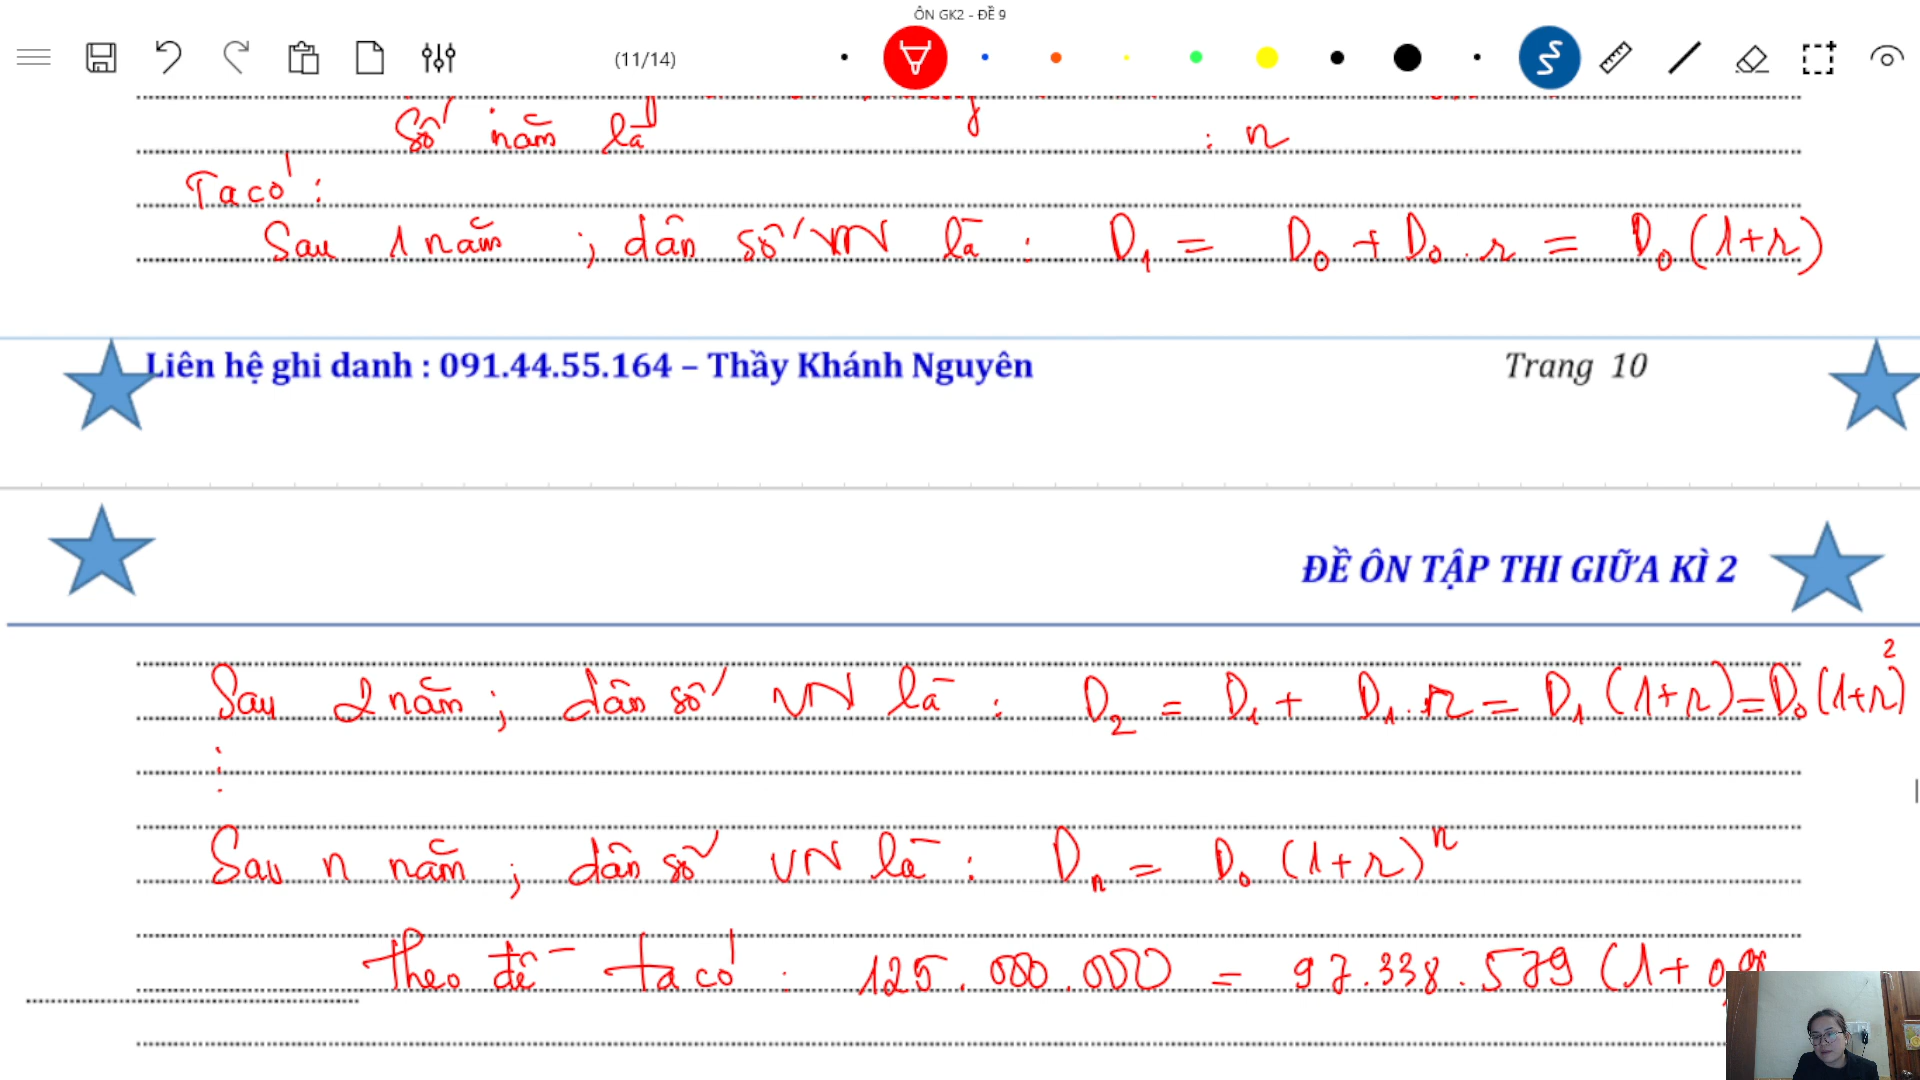 ÔN GK2 - ĐỀ 9
(11/14)
Số năm là : n
Ta có :
Sau 1 năm ; dân số VN là : D₁ = D₀ + D₀ . r = D₀ (1+r)
Liên hệ ghi danh : 091.44.55.164 – Thầy Khánh Nguyên
Trang 10
ĐỀ ÔN TẬP THI GIỮA KÌ 2
Sau 2 năm ; dân số VN là : D₂ = D₁ + D₁ . r = D₁ (1+r) = D₀ (1+r)²
⋮
Sau n năm ; dân số VN là : Dₙ = D₀ (1+r)ⁿ
Theo đề ta có : 125.000.000 = 97.338.579 (1+